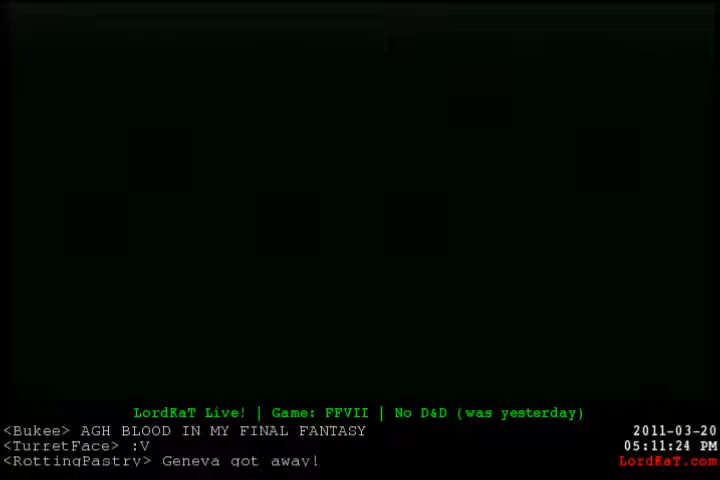 LordKaT Live! | Game: FFVII | No D&D (was yesterday)
<Bukee> AGH BLOOD IN MY FINAL FANTASY
2011-03-20
<TurretFace> :V
05:11:24 PM
<RottingPastry> Geneva got away!
LordKaT.com